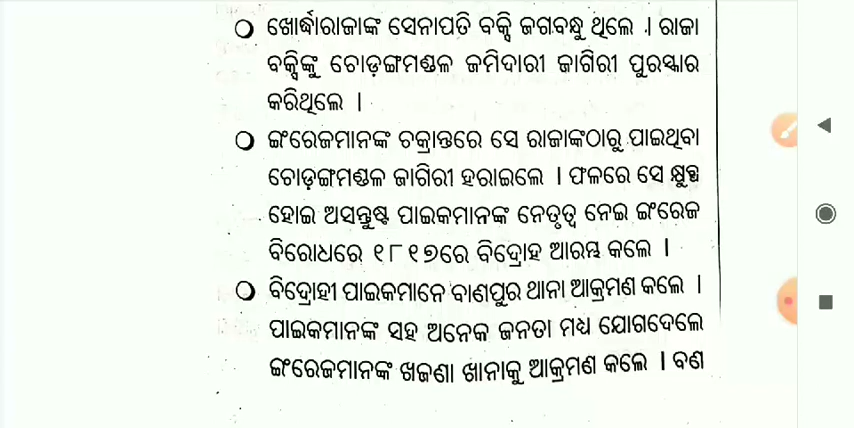 ○ ଖୋର୍ଦ୍ଧାରାଜାଙ୍କ ସେନାପତି ବକ୍ସି ଜଗବନ୍ଧୁ ଥିଲେ । ରାଜା
ବକ୍ସିଙ୍କୁ ଚୋଡ଼ଙ୍ଗମଣ୍ଡଳ ଜମିଦାରୀ ଜାଗିରୀ ପୁରସ୍କାର
କରିଥିଲେ ।
○ ଇଂରେଜମାନଙ୍କ ଚକ୍ରାନ୍ତରେ ସେ ରାଜାଙ୍କଠାରୁ ପାଇଥିବା
ଚୋଡ଼ଙ୍ଗମଣ୍ଡଳ ଜାଗିରୀ ହରାଇଲେ । ଫଳରେ ସେ କ୍ଷୁବ୍ଧ
ହୋଇ ଅସନ୍ତୁଷ୍ଟ ପାଇକମାନଙ୍କ ନେତୃତ୍ୱ ନେଇ ଇଂରେଜ
ବିରୋଧରେ ୧୮୧୭ରେ ବିଦ୍ରୋହ ଆରମ୍ଭ କଲେ ।
○ ବିଦ୍ରୋହୀ ପାଇକମାନେ ବାଣପୁର ଥାନା ଆକ୍ରମଣ କଲେ ।
ପାଇକମାନଙ୍କ ସହ ଅନେକ ଜନତା ମଧ୍ୟ ଯୋଗଦେଲେ
ଇଂରେଜମାନଙ୍କ ଖଜଣା ଖାନାକୁ ଆକ୍ରମଣ କଲେ । ବଣ